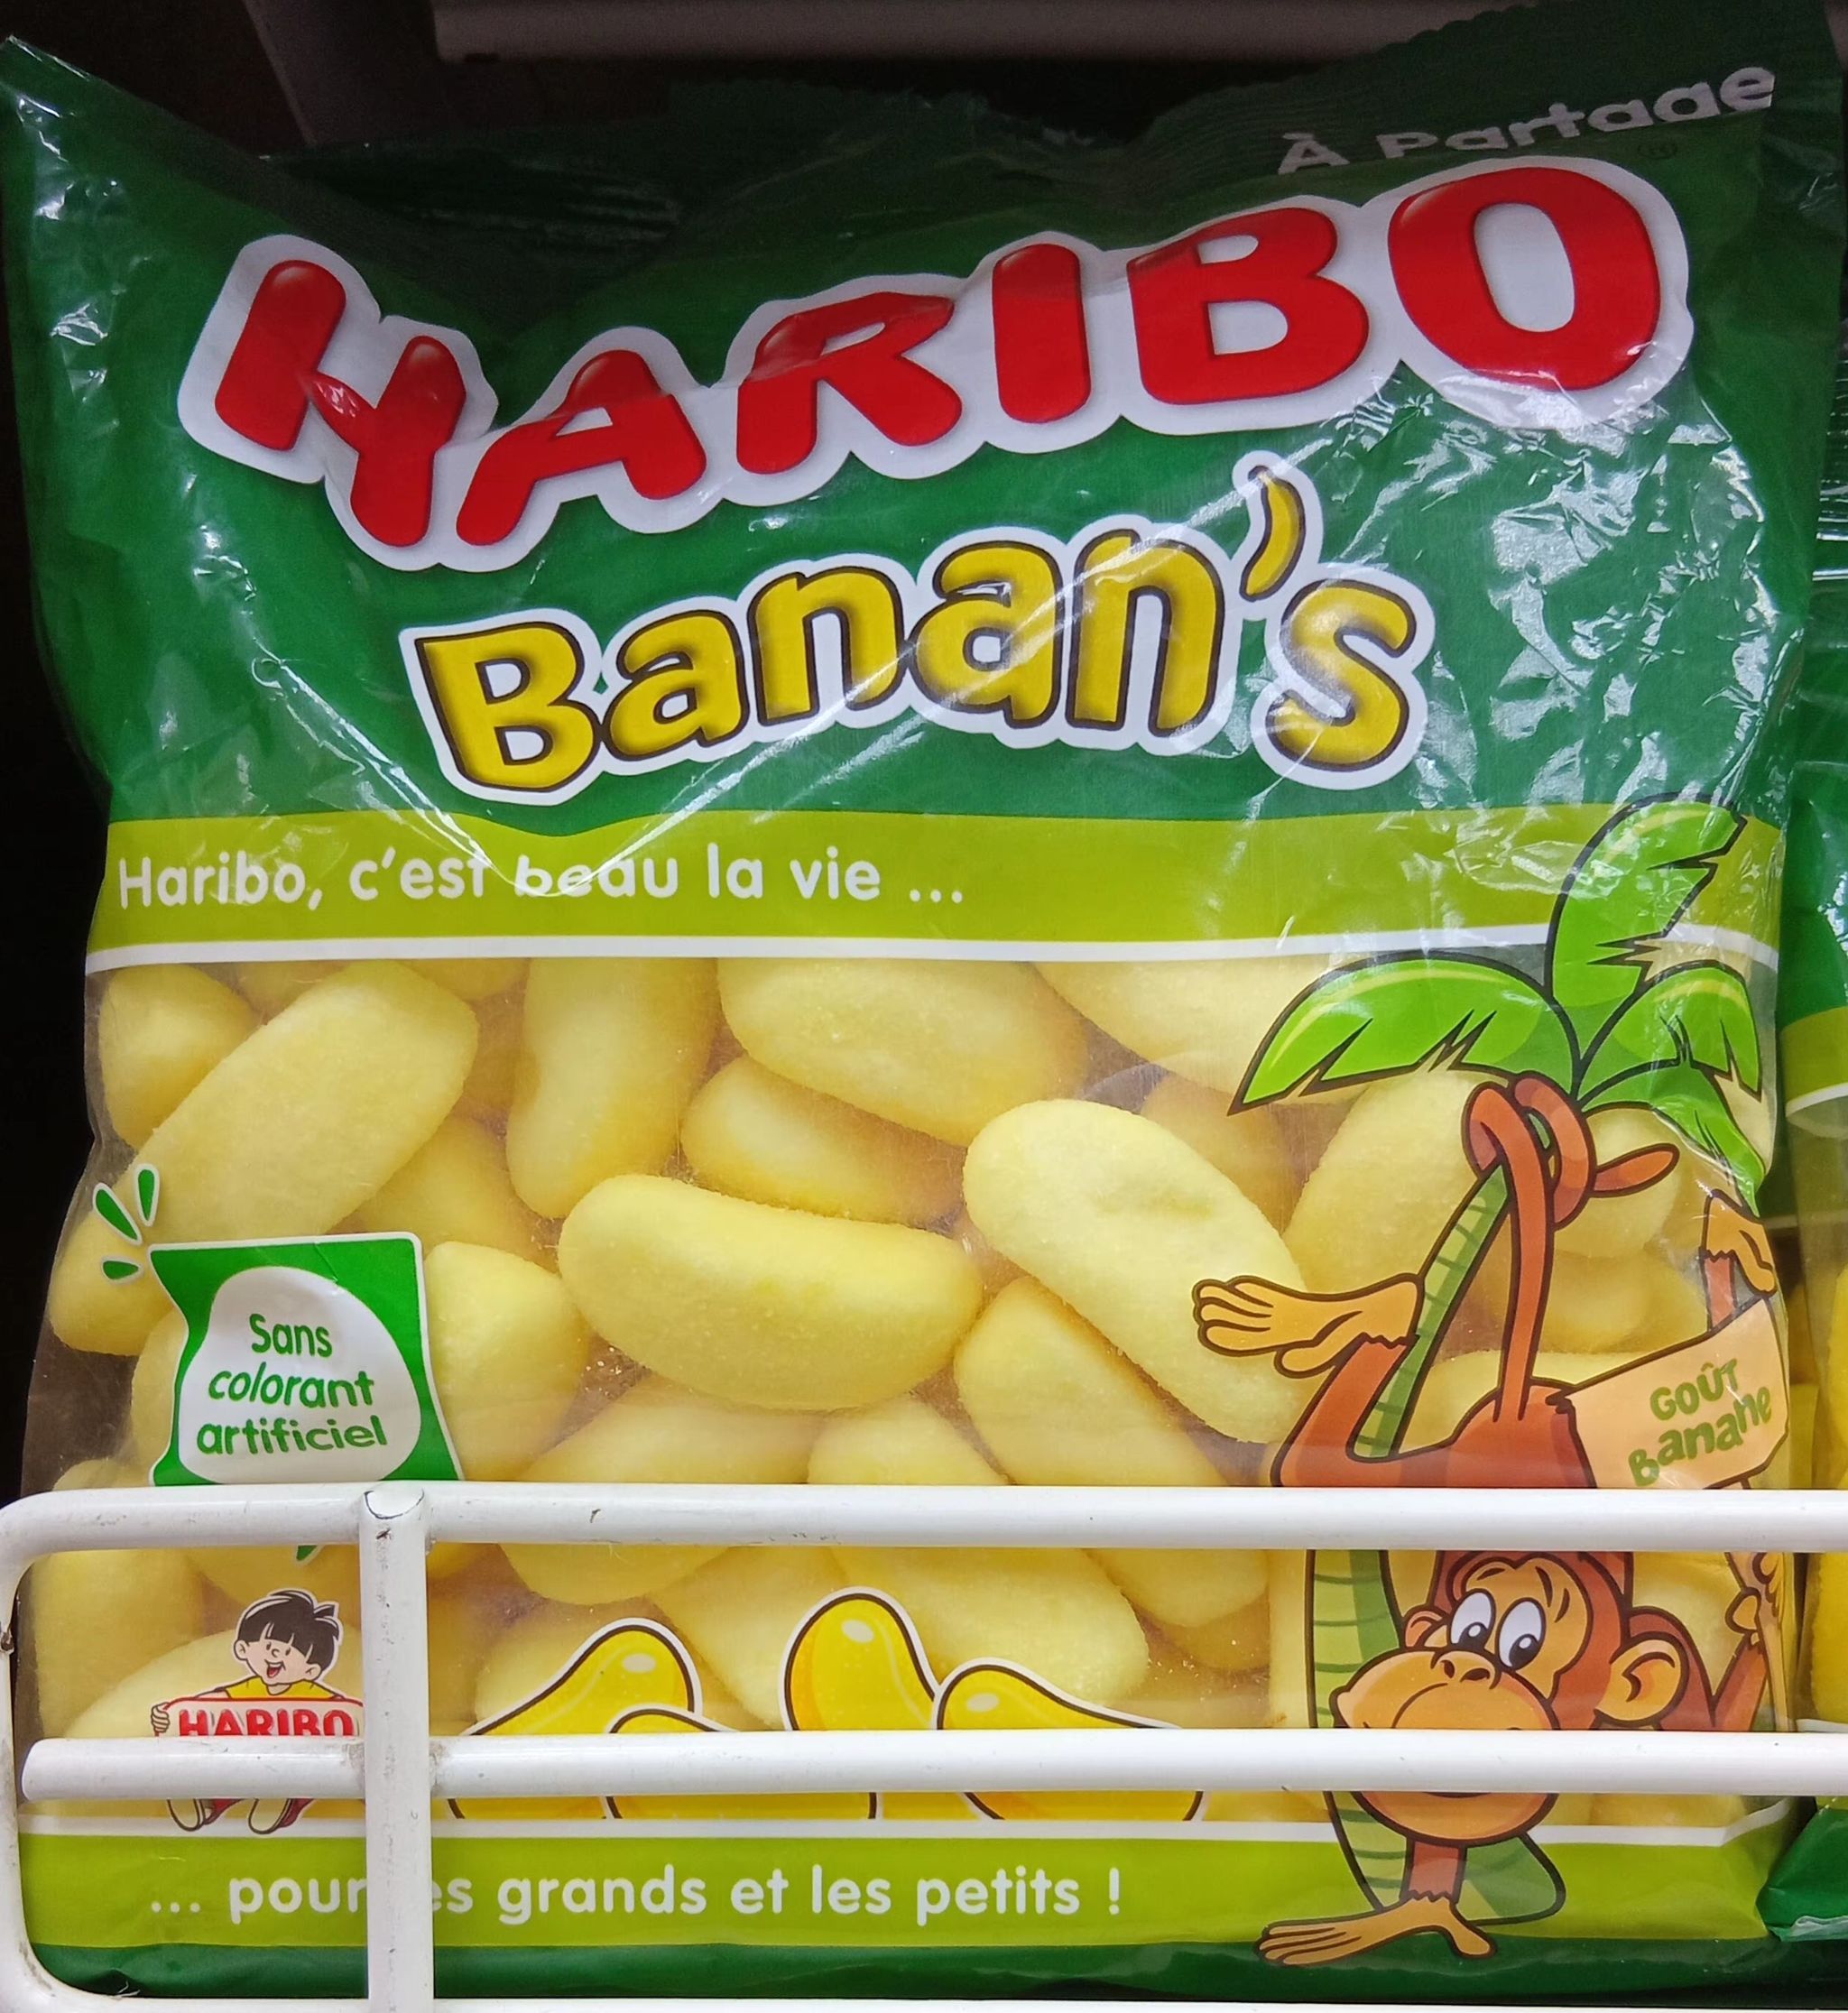 À Partage
HARIBO
Banan's
Haribo, c'est beau la vie ...
Sans
colorant
artificiel
GOÛT
Banane
HARIBO
... pour es grands et les petits !